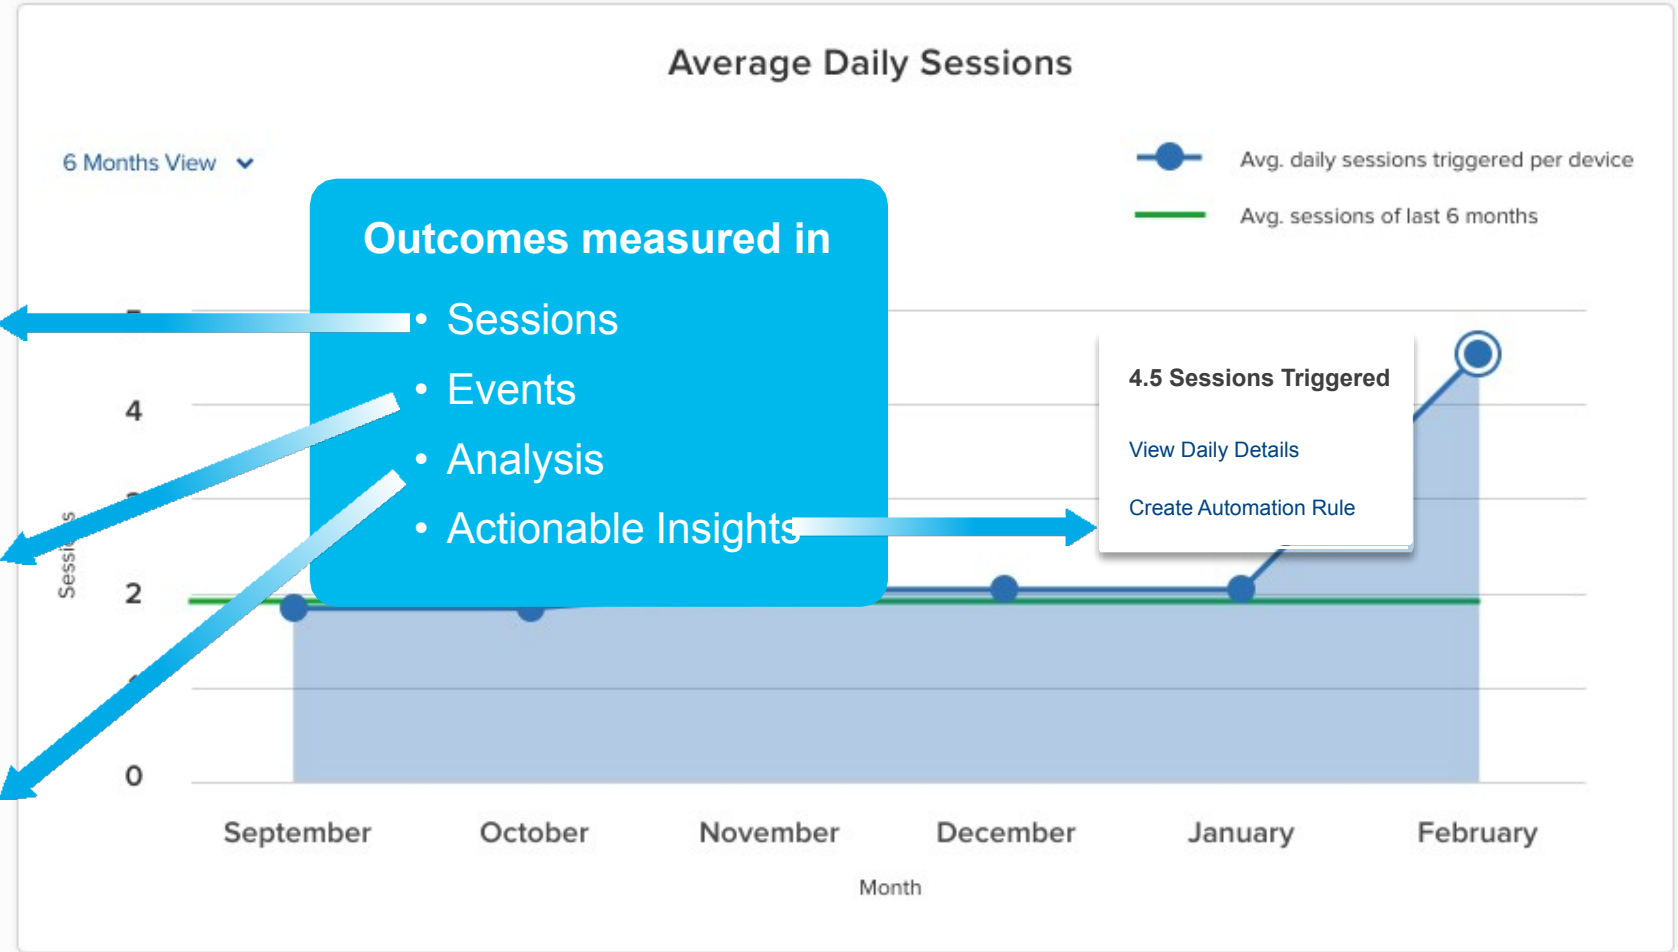 Average Daily Sessions
6 Months View
Avg. daily sessions triggered per device
Avg. sessions of last 6 months
Outcomes measured in
• Sessions
• Events
• Analysis
• Actionable Insights
4.5 Sessions Triggered
View Daily Details
Create Automation Rule
4
2
0
September October November December January February
Month